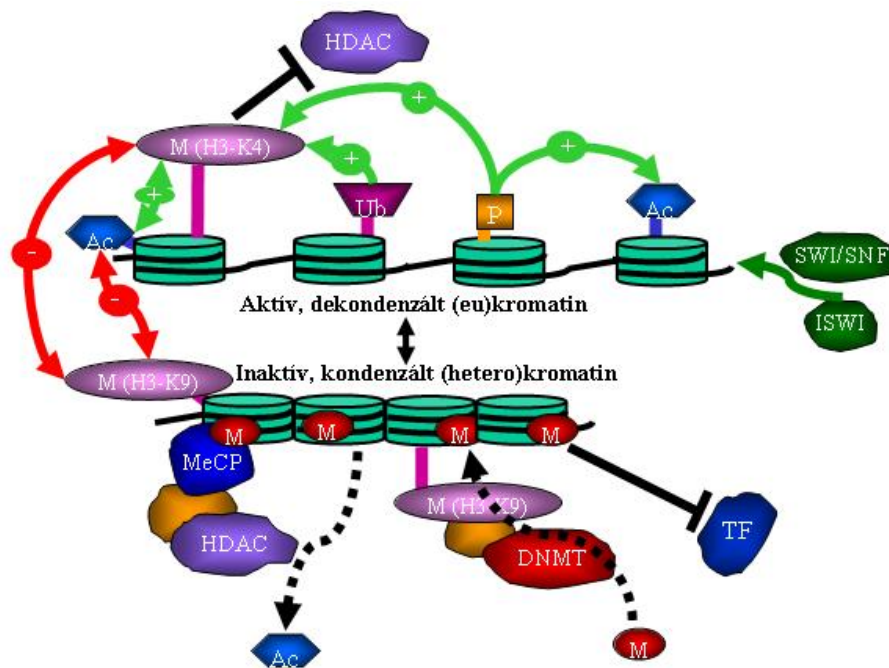 HDAC
+
M (H3-K4)
+
+
+
Ub
P
Ac
Ac
-
-
SWI/SNF
ISWI
Aktív, dekondenzált (eu)kromatin
Inaktív, kondenzált (hetero)kromatin
M (H3-K9)
M
M
M
M
MeCP
M (H3-K9)
HDAC
DNMT
TF
Ac
M